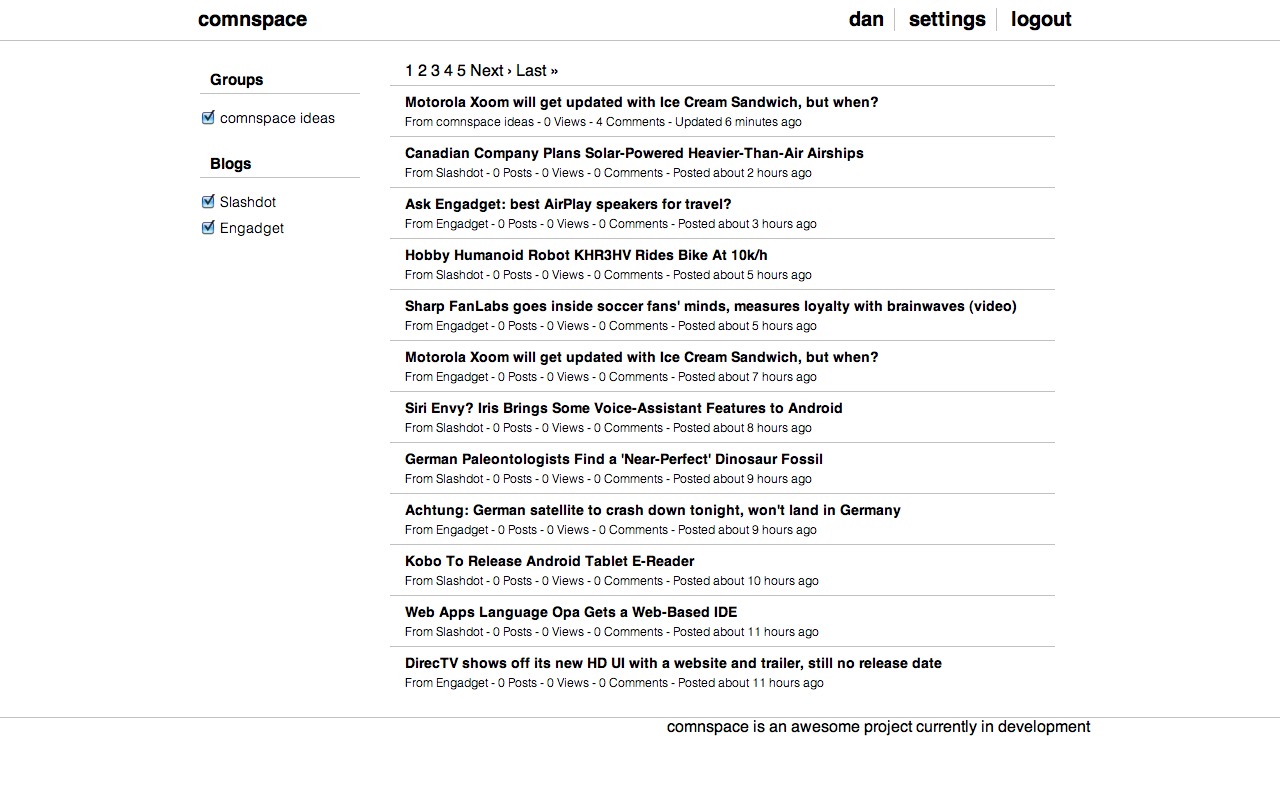 comnspace
dan settings logout
Groups
comnspace ideas
Blogs
Slashdot
Engadget
1 2 3 4 5 Next › Last »
Motorola Xoom will get updated with Ice Cream Sandwich, but when?
From comnspace ideas - 0 Views - 4 Comments - Updated 6 minutes ago
Canadian Company Plans Solar-Powered Heavier-Than-Air Airships
From Slashdot - 0 Posts - 0 Views - 0 Comments - Posted about 2 hours ago
Ask Engadget: best AirPlay speakers for travel?
From Engadget - 0 Posts - 0 Views - 0 Comments - Posted about 3 hours ago
Hobby Humanoid Robot KHR3HV Rides Bike At 10k/h
From Slashdot - 0 Posts - 0 Views - 0 Comments - Posted about 5 hours ago
Sharp FanLabs goes inside soccer fans' minds, measures loyalty with brainwaves (video)
From Engadget - 0 Posts - 0 Views - 0 Comments - Posted about 5 hours ago
Motorola Xoom will get updated with Ice Cream Sandwich, but when?
From Engadget - 0 Posts - 0 Views - 0 Comments - Posted about 7 hours ago
Siri Envy? Iris Brings Some Voice-Assistant Features to Android
From Slashdot - 0 Posts - 0 Views - 0 Comments - Posted about 8 hours ago
German Paleontologists Find a 'Near-Perfect' Dinosaur Fossil
From Slashdot - 0 Posts - 0 Views - 0 Comments - Posted about 9 hours ago
Achtung: German satellite to crash down tonight, won't land in Germany
From Engadget - 0 Posts - 0 Views - 0 Comments - Posted about 9 hours ago
Kobo To Release Android Tablet E-Reader
From Slashdot - 0 Posts - 0 Views - 0 Comments - Posted about 10 hours ago
Web Apps Language Opa Gets a Web-Based IDE
From Slashdot - 0 Posts - 0 Views - 0 Comments - Posted about 11 hours ago
DirecTV shows off its new HD UI with a website and trailer, still no release date
From Engadget - 0 Posts - 0 Views - 0 Comments - Posted about 11 hours ago
comnspace is an awesome project currently in development